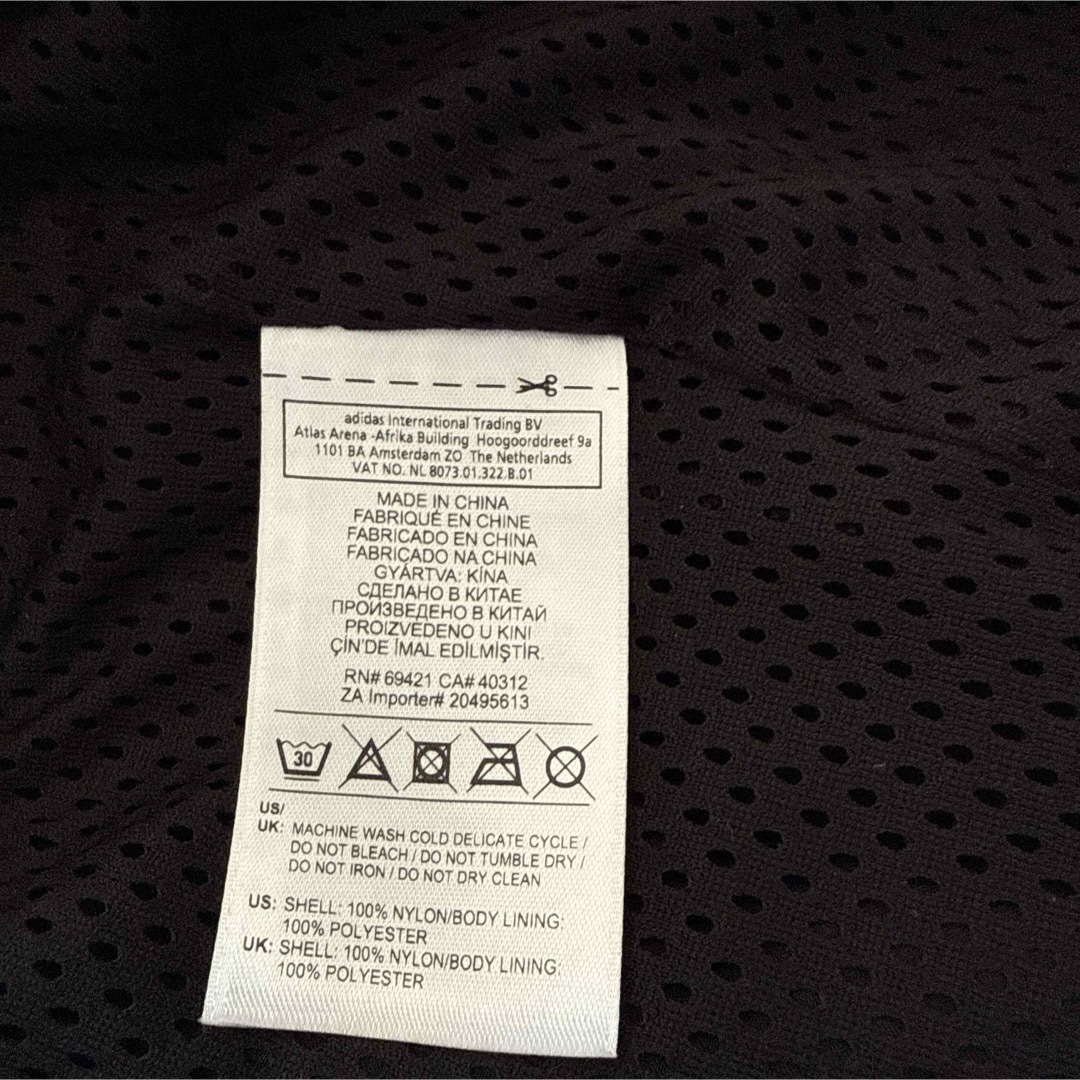 adidas International Trading BV
Atlas Arena -Afrika Building Hoogoorddreef 9a
1101 BA Amsterdam ZO The Netherlands
VAT NO. NL 8073.01.322.B.01
MADE IN CHINA
FABRIQUÉ EN CHINE
FABRICADO EN CHINA
FABRICADO NA CHINA
GYÁRTVA: KÍNA
СДЕЛАНО В КИТАЕ
ПРОИЗВЕДЕНО В КИТАЙ
PROIZVEDENO U KINI
ÇİN'DE İMAL EDİLMİŞTİR.
RN# 69421 CA# 40312
ZA Importer# 20495613
30
US/
UK: MACHINE WASH COLD DELICATE CYCLE /
DO NOT BLEACH / DO NOT TUMBLE DRY /
DO NOT IRON / DO NOT DRY CLEAN
US: SHELL: 100% NYLON/BODY LINING:
100% POLYESTER
UK: SHELL: 100% NYLON/BODY LINING:
100% POLYESTER